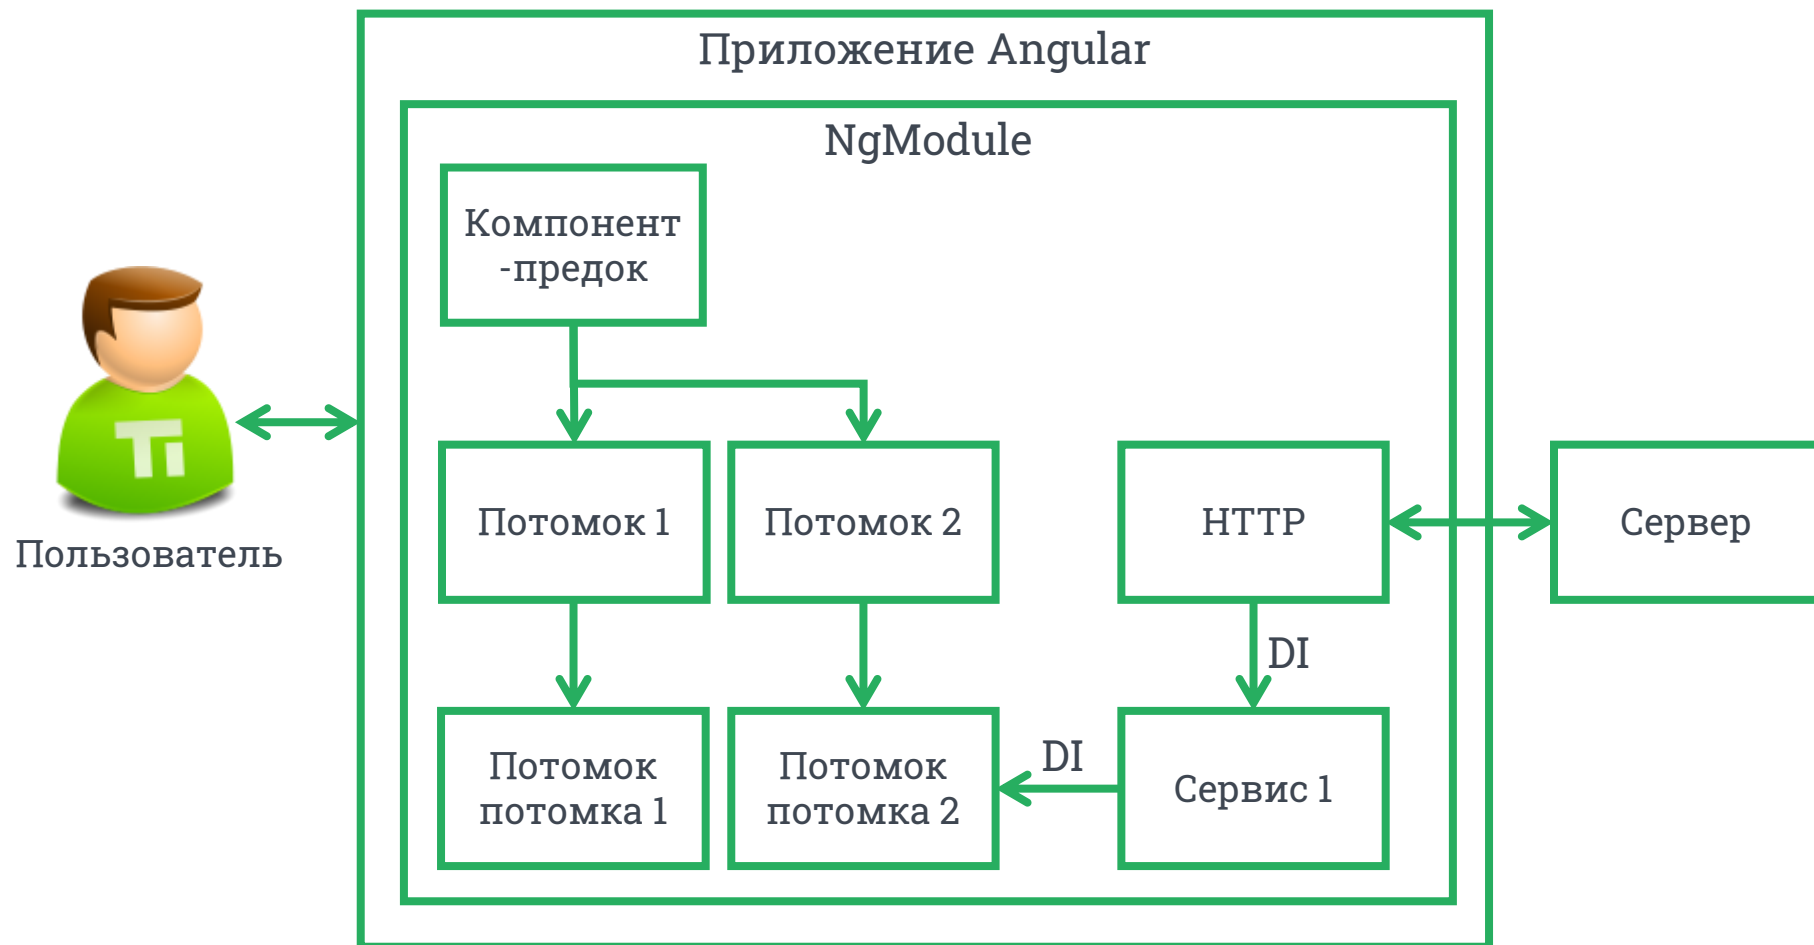 Приложение Angular
NgModule
Компонент
-предок
Ti
Пользователь
Потомок 1
Потомок 2
HTTP
Сервер
DI
Потомок
потомка 1
Потомок
потомка 2
DI
Сервис 1